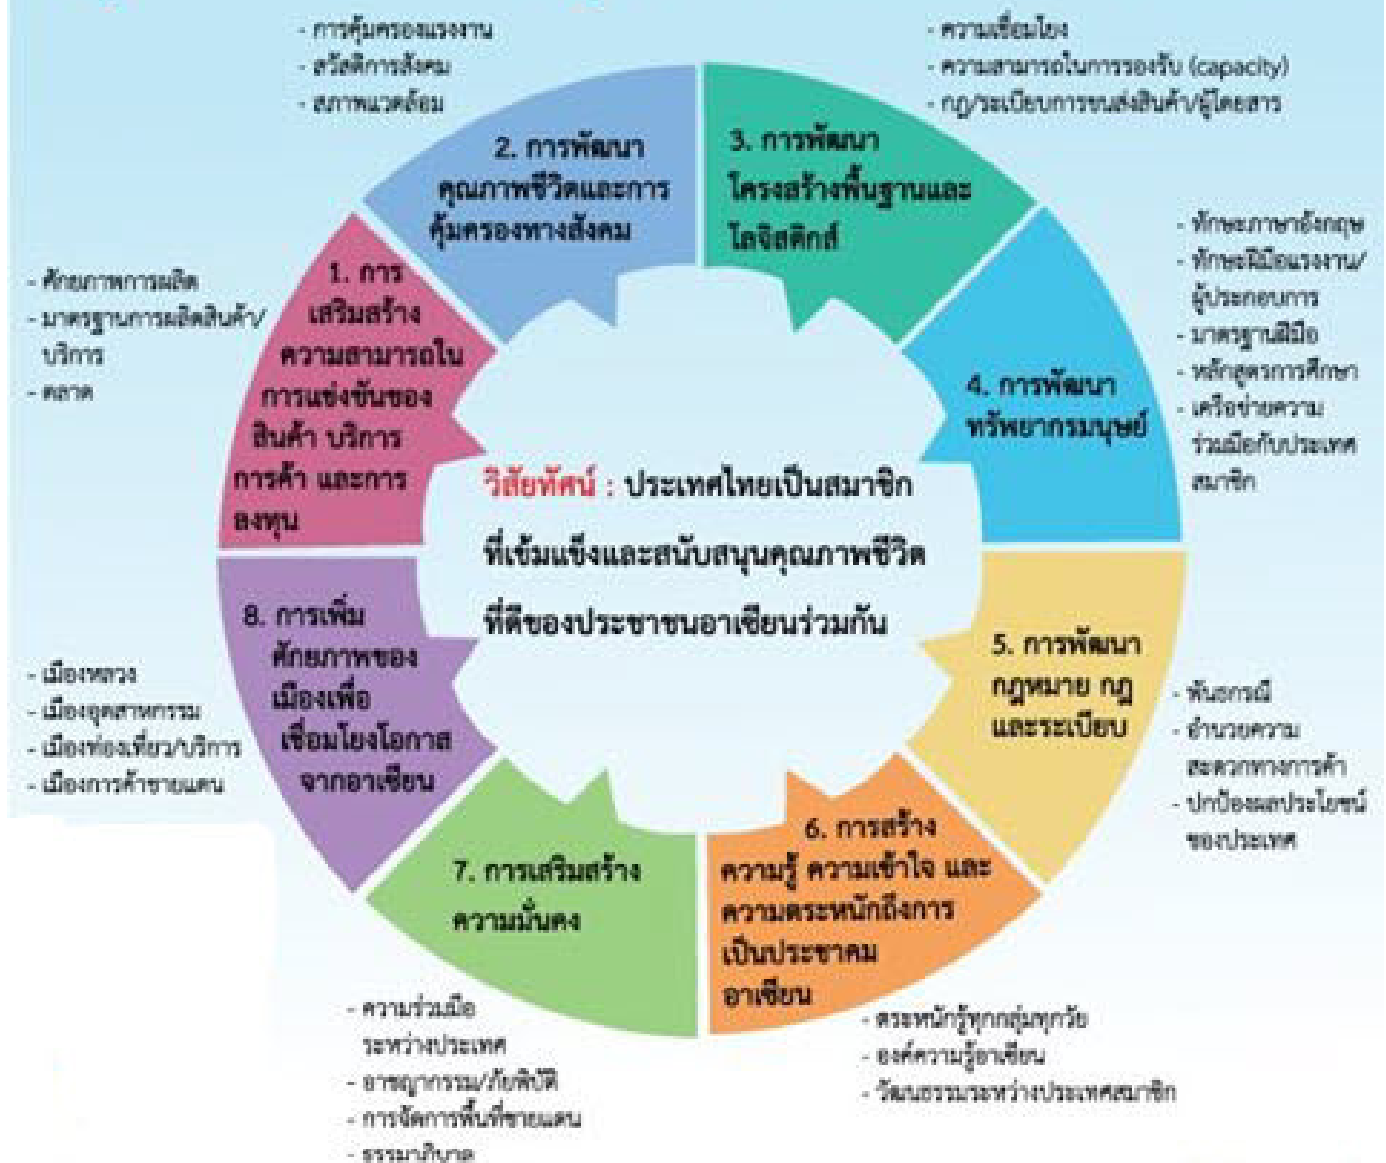 - การคุ้มครองแรงงาน
- สวัสดิการสังคม
- สภาพแวดล้อม
2. การพัฒนา
คุณภาพชีวิตและการ
คุ้มครองทางสังคม
- ความเชื่อมโยง
- ความสามารถในการรองรับ (capacity)
- กฎ/ระเบียบการขนส่งสินค้า/ผู้โดยสาร
3. การพัฒนา
โครงสร้างพื้นฐานและ
โลจิสติกส์
- ศักยภาพการผลิต
- มาตรฐานการผลิตสินค้า/
บริการ
- ตลาด
1. การ
เสริมสร้าง
ความสามารถใน
การแข่งขันของ
สินค้า บริการ
การค้า และการ
ลงทุน
- ทักษะภาษาอังกฤษ
- ทักษะฝีมือแรงงาน/
ผู้ประกอบการ
- มาตรฐานฝีมือ
- หลักสูตรการศึกษา
- เครือข่ายความ
ร่วมมือกับประเทศ
สมาชิก
4. การพัฒนา
ทรัพยากรมนุษย์
วิสัยทัศน์ : ประเทศไทยเป็นสมาชิก
ที่เข้มแข็งและสนับสนุนคุณภาพชีวิต
ที่ดีของประชาชนอาเซียนร่วมกัน
8. การเพิ่ม
ศักยภาพของ
เมืองเพื่อ
เชื่อมโยงโอกาส
จากอาเซียน
- เมืองหลวง
- เมืองอุตสาหกรรม
- เมืองท่องเที่ยว/บริการ
- เมืองการค้าชายแดน
5. การพัฒนา
กฎหมาย กฎ
และระเบียบ
- พันธกรณี
- อำนวยความ
สะดวกทางการค้า
- ปกป้องผลประโยชน์
ของประเทศ
7. การเสริมสร้าง
ความมั่นคง
- ความร่วมมือ
ระหว่างประเทศ
- อาชญากรรม/ภัยพิบัติ
- การจัดการพื้นที่ชายแดน
- ธรรมาภิบาล
6. การสร้าง
ความรู้ ความเข้าใจ และ
ความตระหนักถึงการ
เป็นประชาคม
อาเซียน
- ตระหนักรู้ทุกกลุ่มทุกวัย
- องค์ความรู้อาเซียน
- วัฒนธรรมระหว่างประเทศสมาชิก